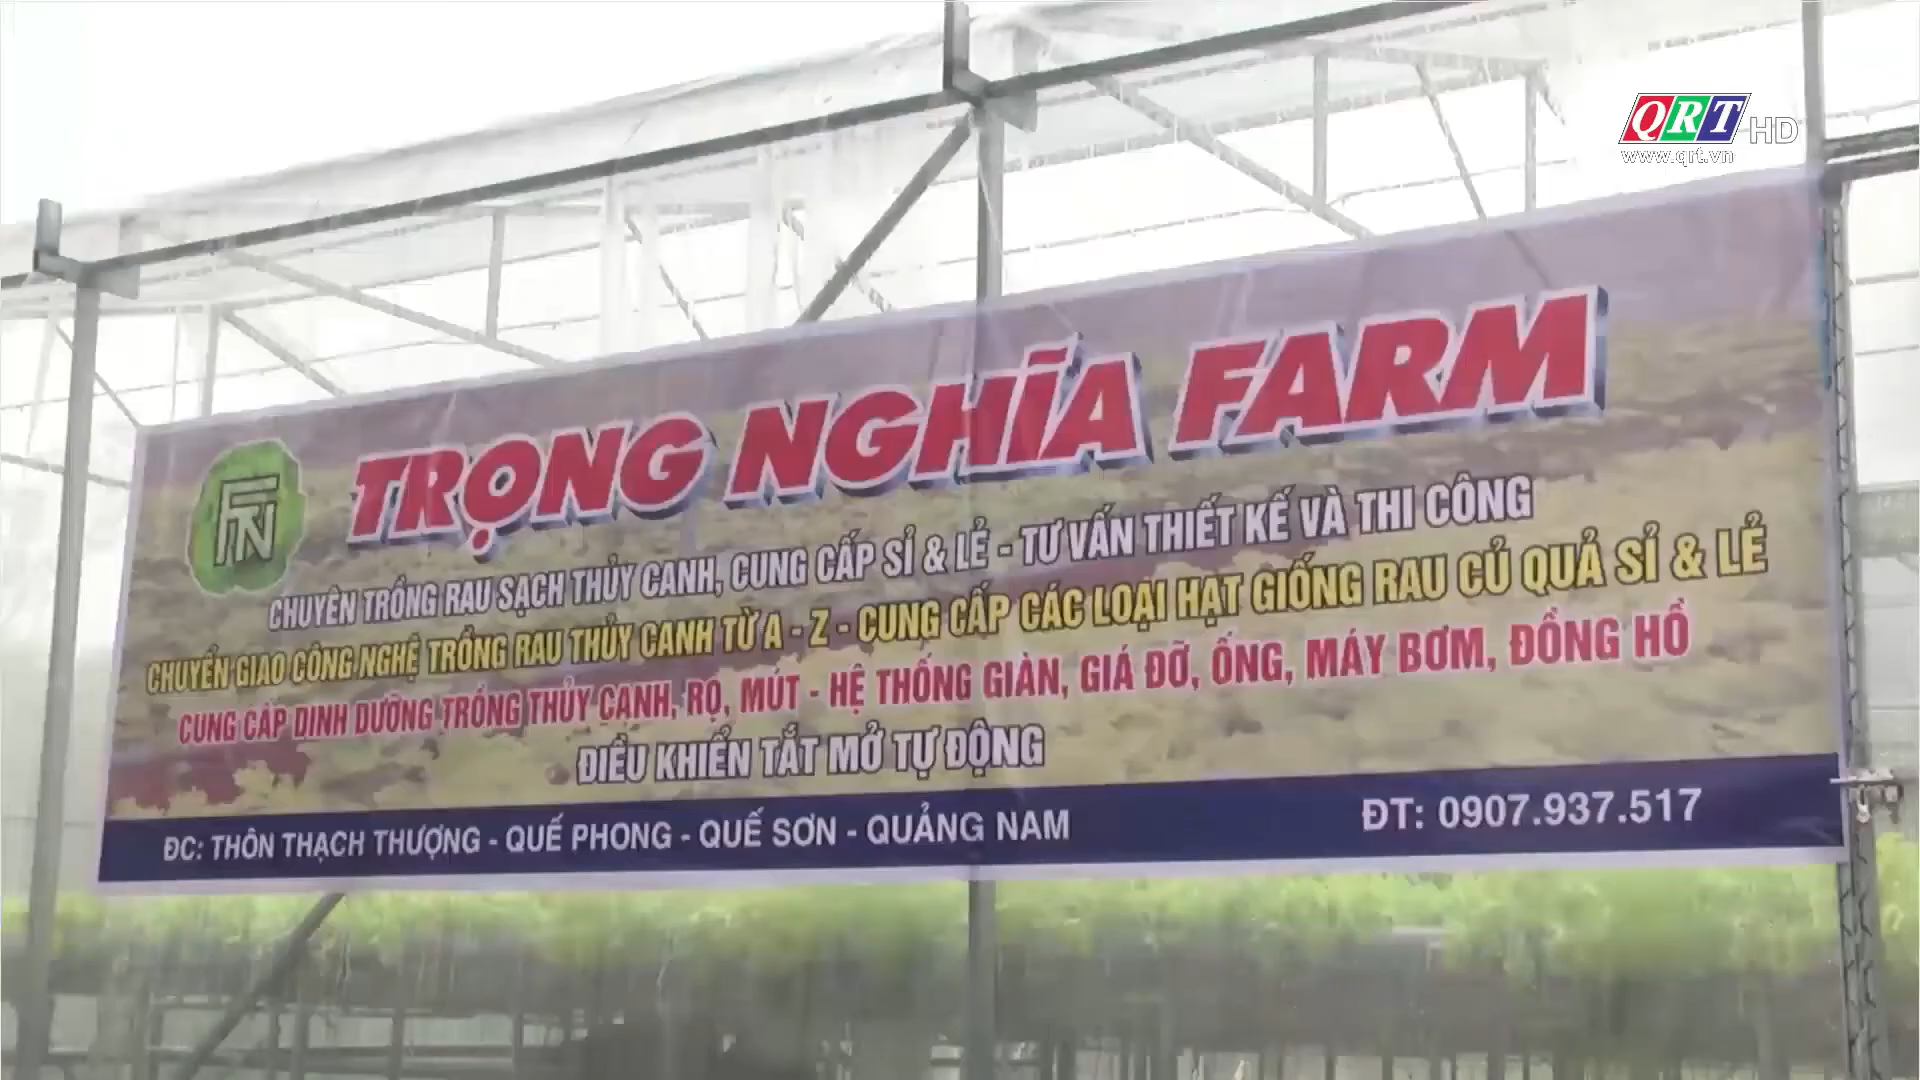 QRT HD
www.qrt.vn
TRỌNG NGHĨA FARM
FTN
CHUYÊN TRỒNG RAU SẠCH THỦY CANH, CUNG CẤP SỈ & LẺ - TƯ VẤN THIẾT KẾ VÀ THI CÔNG
CHUYỂN GIAO CÔNG NGHỆ TRỒNG RAU THỦY CANH TỪ A - Z - CUNG CẤP CÁC LOẠI HẠT GIỐNG RAU CỦ QUẢ SỈ & LẺ
CUNG CẤP DINH DƯỠNG TRỒNG THỦY CANH, RỌ, MÚT - HỆ THỐNG GIÀN, GIÁ ĐỠ, ỐNG, MÁY BƠM, ĐỒNG HỒ
ĐIỀU KHIỂN TẮT MỞ TỰ ĐỘNG
ĐC: THÔN THẠCH THƯỢNG - QUẾ PHONG - QUẾ SƠN - QUẢNG NAM
ĐT: 0907.937.517